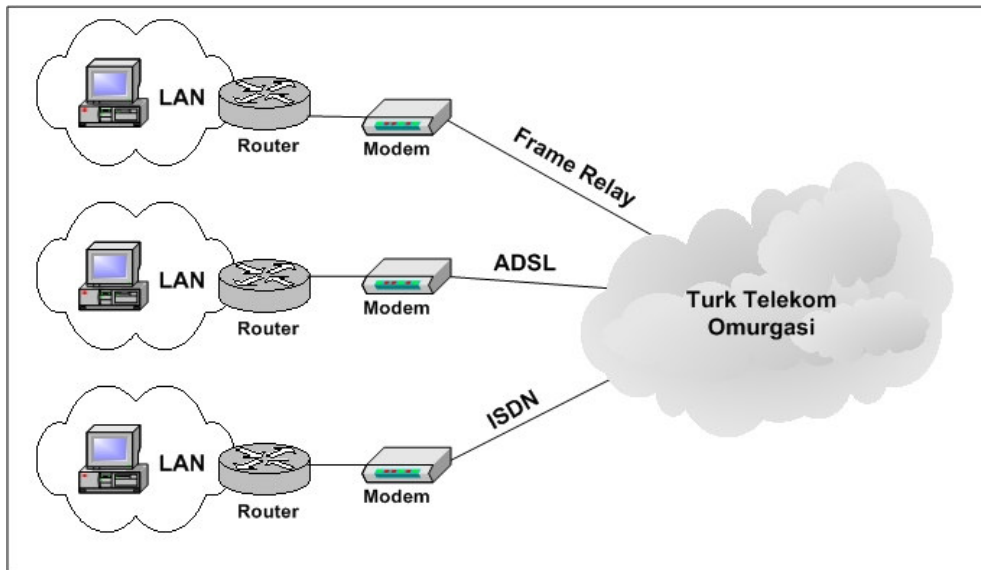 LAN
Router
Modem
Frame Relay
LAN
Router
Modem
ADSL
Turk Telekom
Omurgasi
LAN
Router
Modem
ISDN